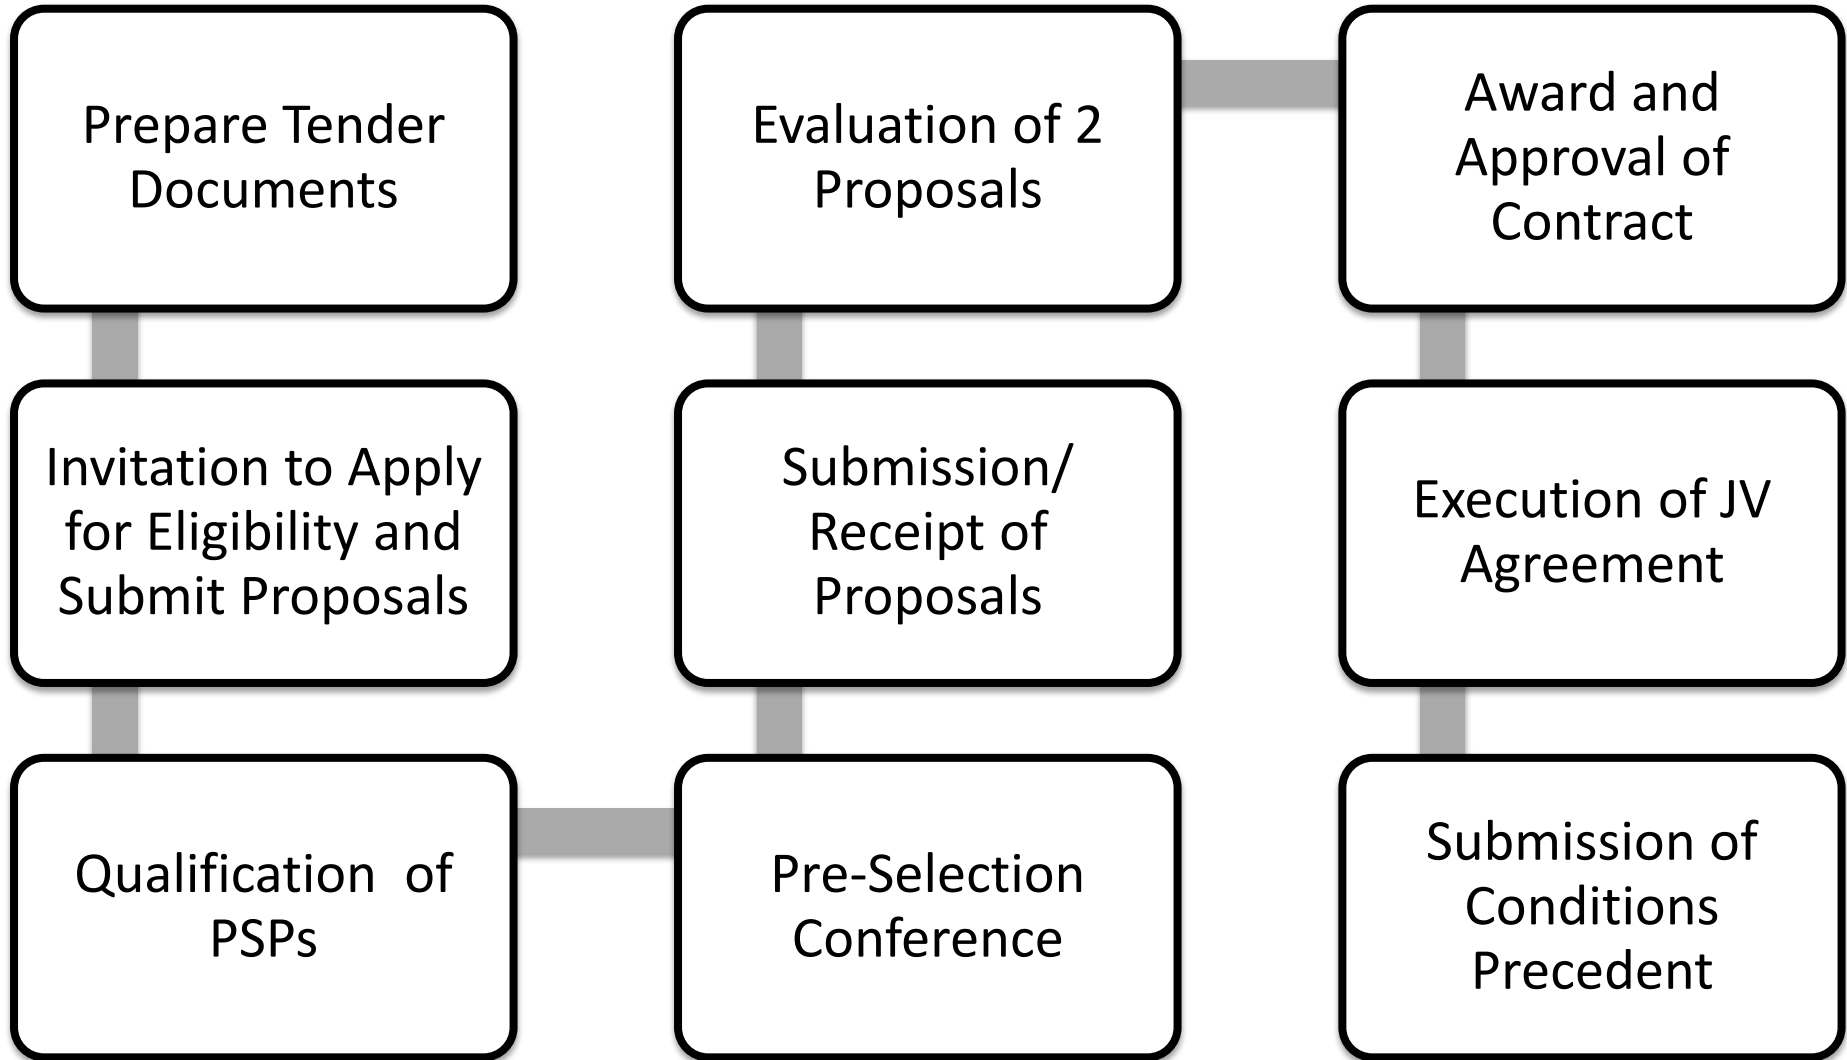 Prepare Tender
Documents
Invitation to Apply
for Eligibility and
Submit Proposals
Qualification  of
PSPs
Pre-Selection
Conference
Submission/
Receipt of
Proposals
Evaluation of 2
Proposals
Award and
Approval of
Contract
Execution of JV
Agreement
Submission of
Conditions
Precedent